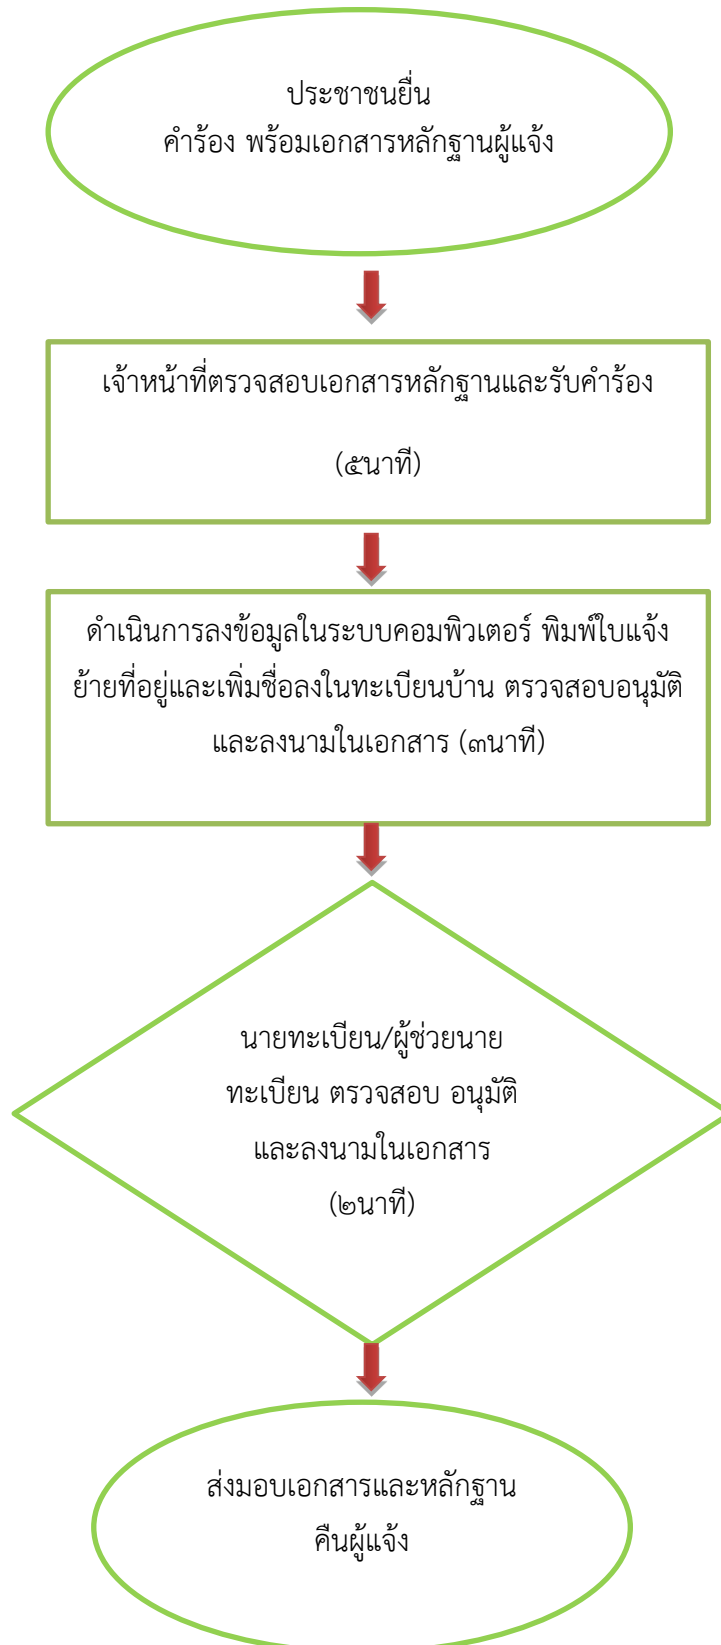 ประชาชนยื่น
คำร้อง พร้อมเอกสารหลักฐานผู้แจ้ง
เจ้าหน้าที่ตรวจสอบเอกสารหลักฐานและรับคำร้อง
(๕นาที)
ดำเนินการลงข้อมูลในระบบคอมพิวเตอร์ พิมพ์ใบแจ้ง
ย้ายที่อยู่และเพิ่มชื่อลงในทะเบียนบ้าน ตรวจสอบอนุมัติ
และลงนามในเอกสาร (๓นาที)
นายทะเบียน/ผู้ช่วยนาย
ทะเบียน ตรวจสอบ อนุมัติ
และลงนามในเอกสาร
(๒นาที)
ส่งมอบเอกสารและหลักฐาน
คืนผู้แจ้ง